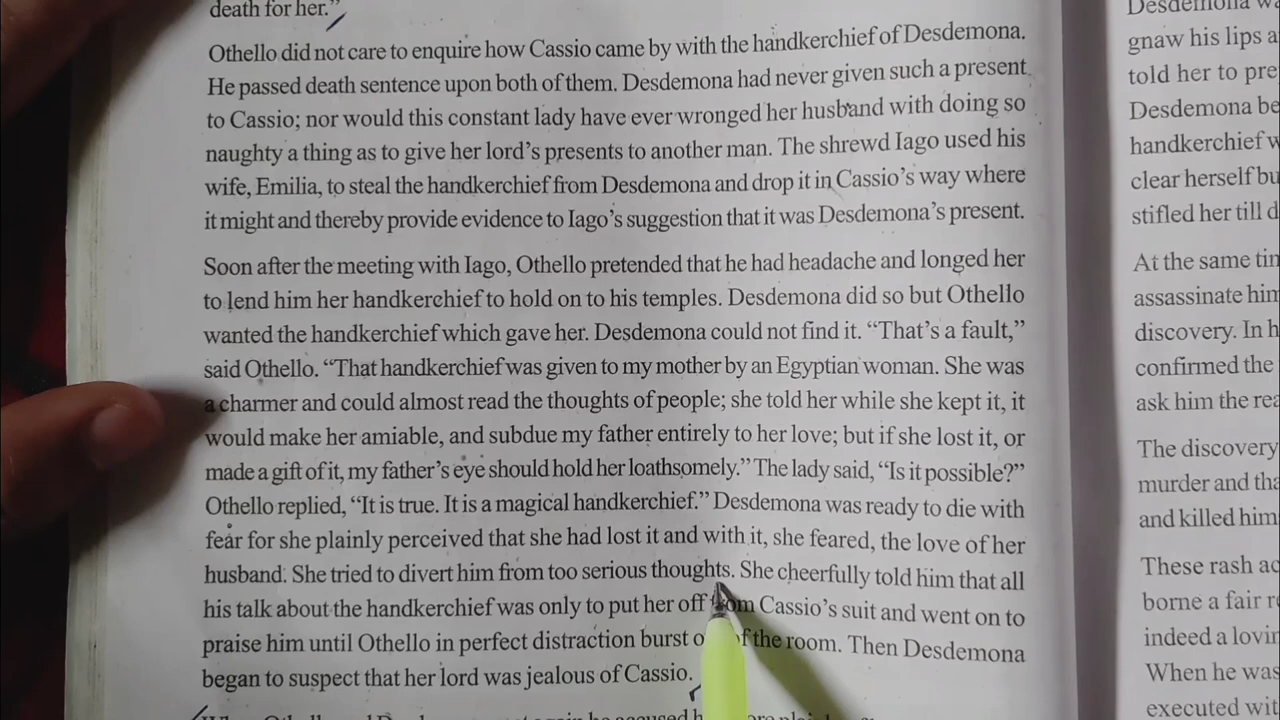 death for her.”
Othello did not care to enquire how Cassio came by with the handkerchief of Desdemona.
He passed death sentence upon both of them. Desdemona had never given such a present
to Cassio; nor would this constant lady have ever wronged her husband with doing so
naughty a thing as to give her lord’s presents to another man. The shrewd Iago used his
wife, Emilia, to steal the handkerchief from Desdemona and drop it in Cassio’s way where
it might and thereby provide evidence to Iago’s suggestion that it was Desdemona’s present.
Soon after the meeting with Iago, Othello pretended that he had headache and longed her
to lend him her handkerchief to hold on to his temples. Desdemona did so but Othello
wanted the handkerchief which gave her. Desdemona could not find it. “That’s a fault,”
said Othello. “That handkerchief was given to my mother by an Egyptian woman. She was
a charmer and could almost read the thoughts of people; she told her while she kept it, it
would make her amiable, and subdue my father entirely to her love; but if she lost it, or
made a gift of it, my father’s eye should hold her loathsomely.” The lady said, “Is it possible?”
Othello replied, “It is true. It is a magical handkerchief.” Desdemona was ready to die with
fear for she plainly perceived that she had lost it and with it, she feared, the love of her
husband. She tried to divert him from too serious thoughts. She cheerfully told him that all
his talk about the handkerchief was only to put her off Cassio’s suit and went on to
praise him until Othello in perfect distraction burst the room. Then Desdemona
began to suspect that her lord was jealous of Cassio.
Desdemona
gnaw his lips
told her to pre
Desdemona be
handkerchief
clear herself
stifled her till
At the same
assassinate him
discovery. In
confirmed the
ask him the
The discovery
murder and
and killed him
These rash
borne a fair
indeed a
When he was
executed